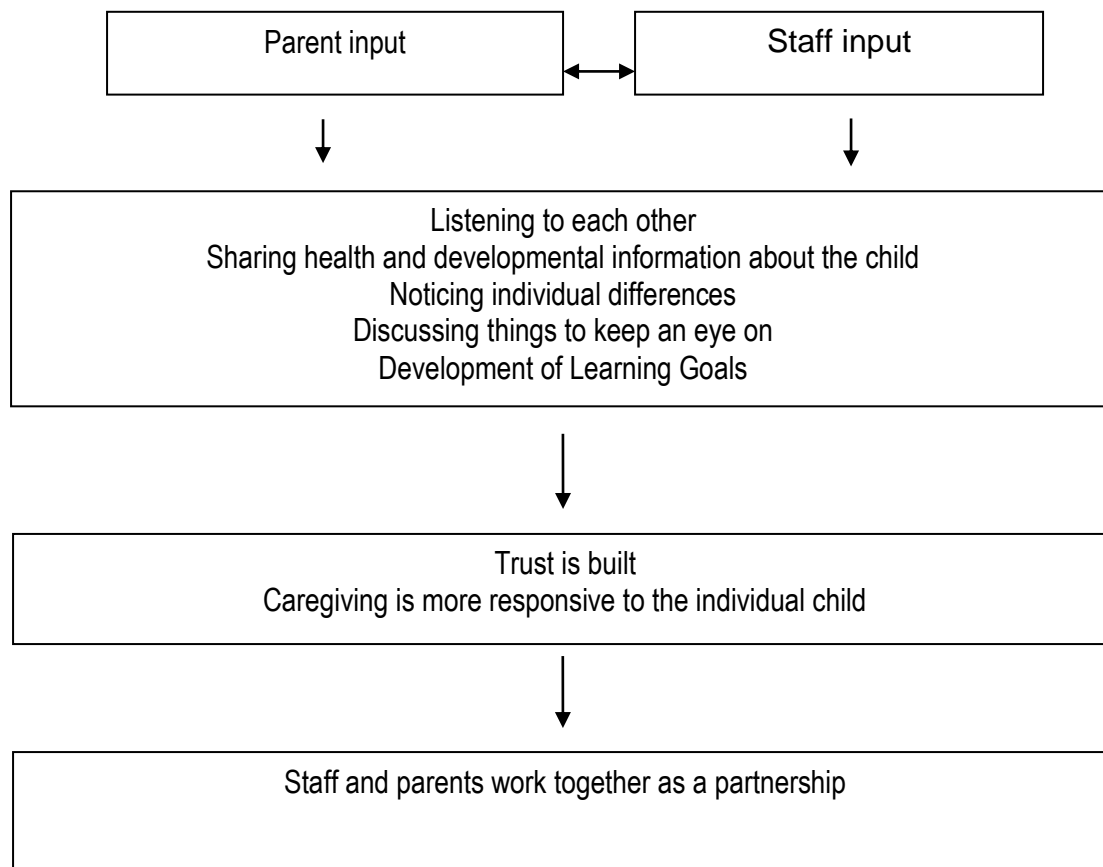 Parent input
Staff input
Listening to each other
Sharing health and developmental information about the child
Noticing individual differences
Discussing things to keep an eye on
Development of Learning Goals
Trust is built
Caregiving is more responsive to the individual child
Staff and parents work together as a partnership